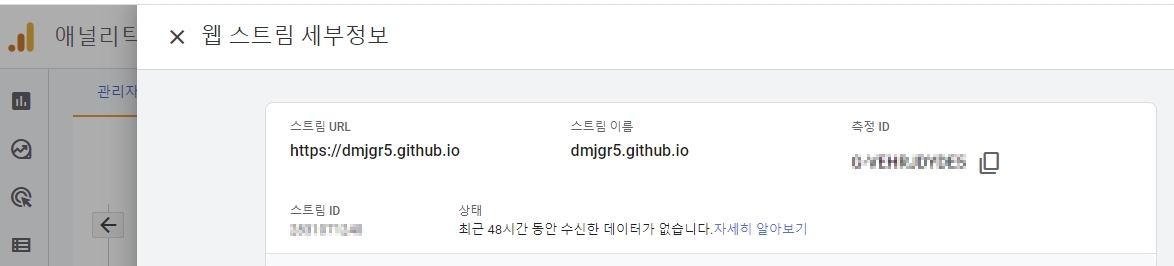 애널리틱
웹 스트림 세부정보
관리자
스트림 URL
스트림 이름
측정 ID
https://dmjgr5.github.io
dmjgr5.github.io
스트림 ID
상태
최근 48시간 동안 수신한 데이터가 없습니다.자세히 알아보기